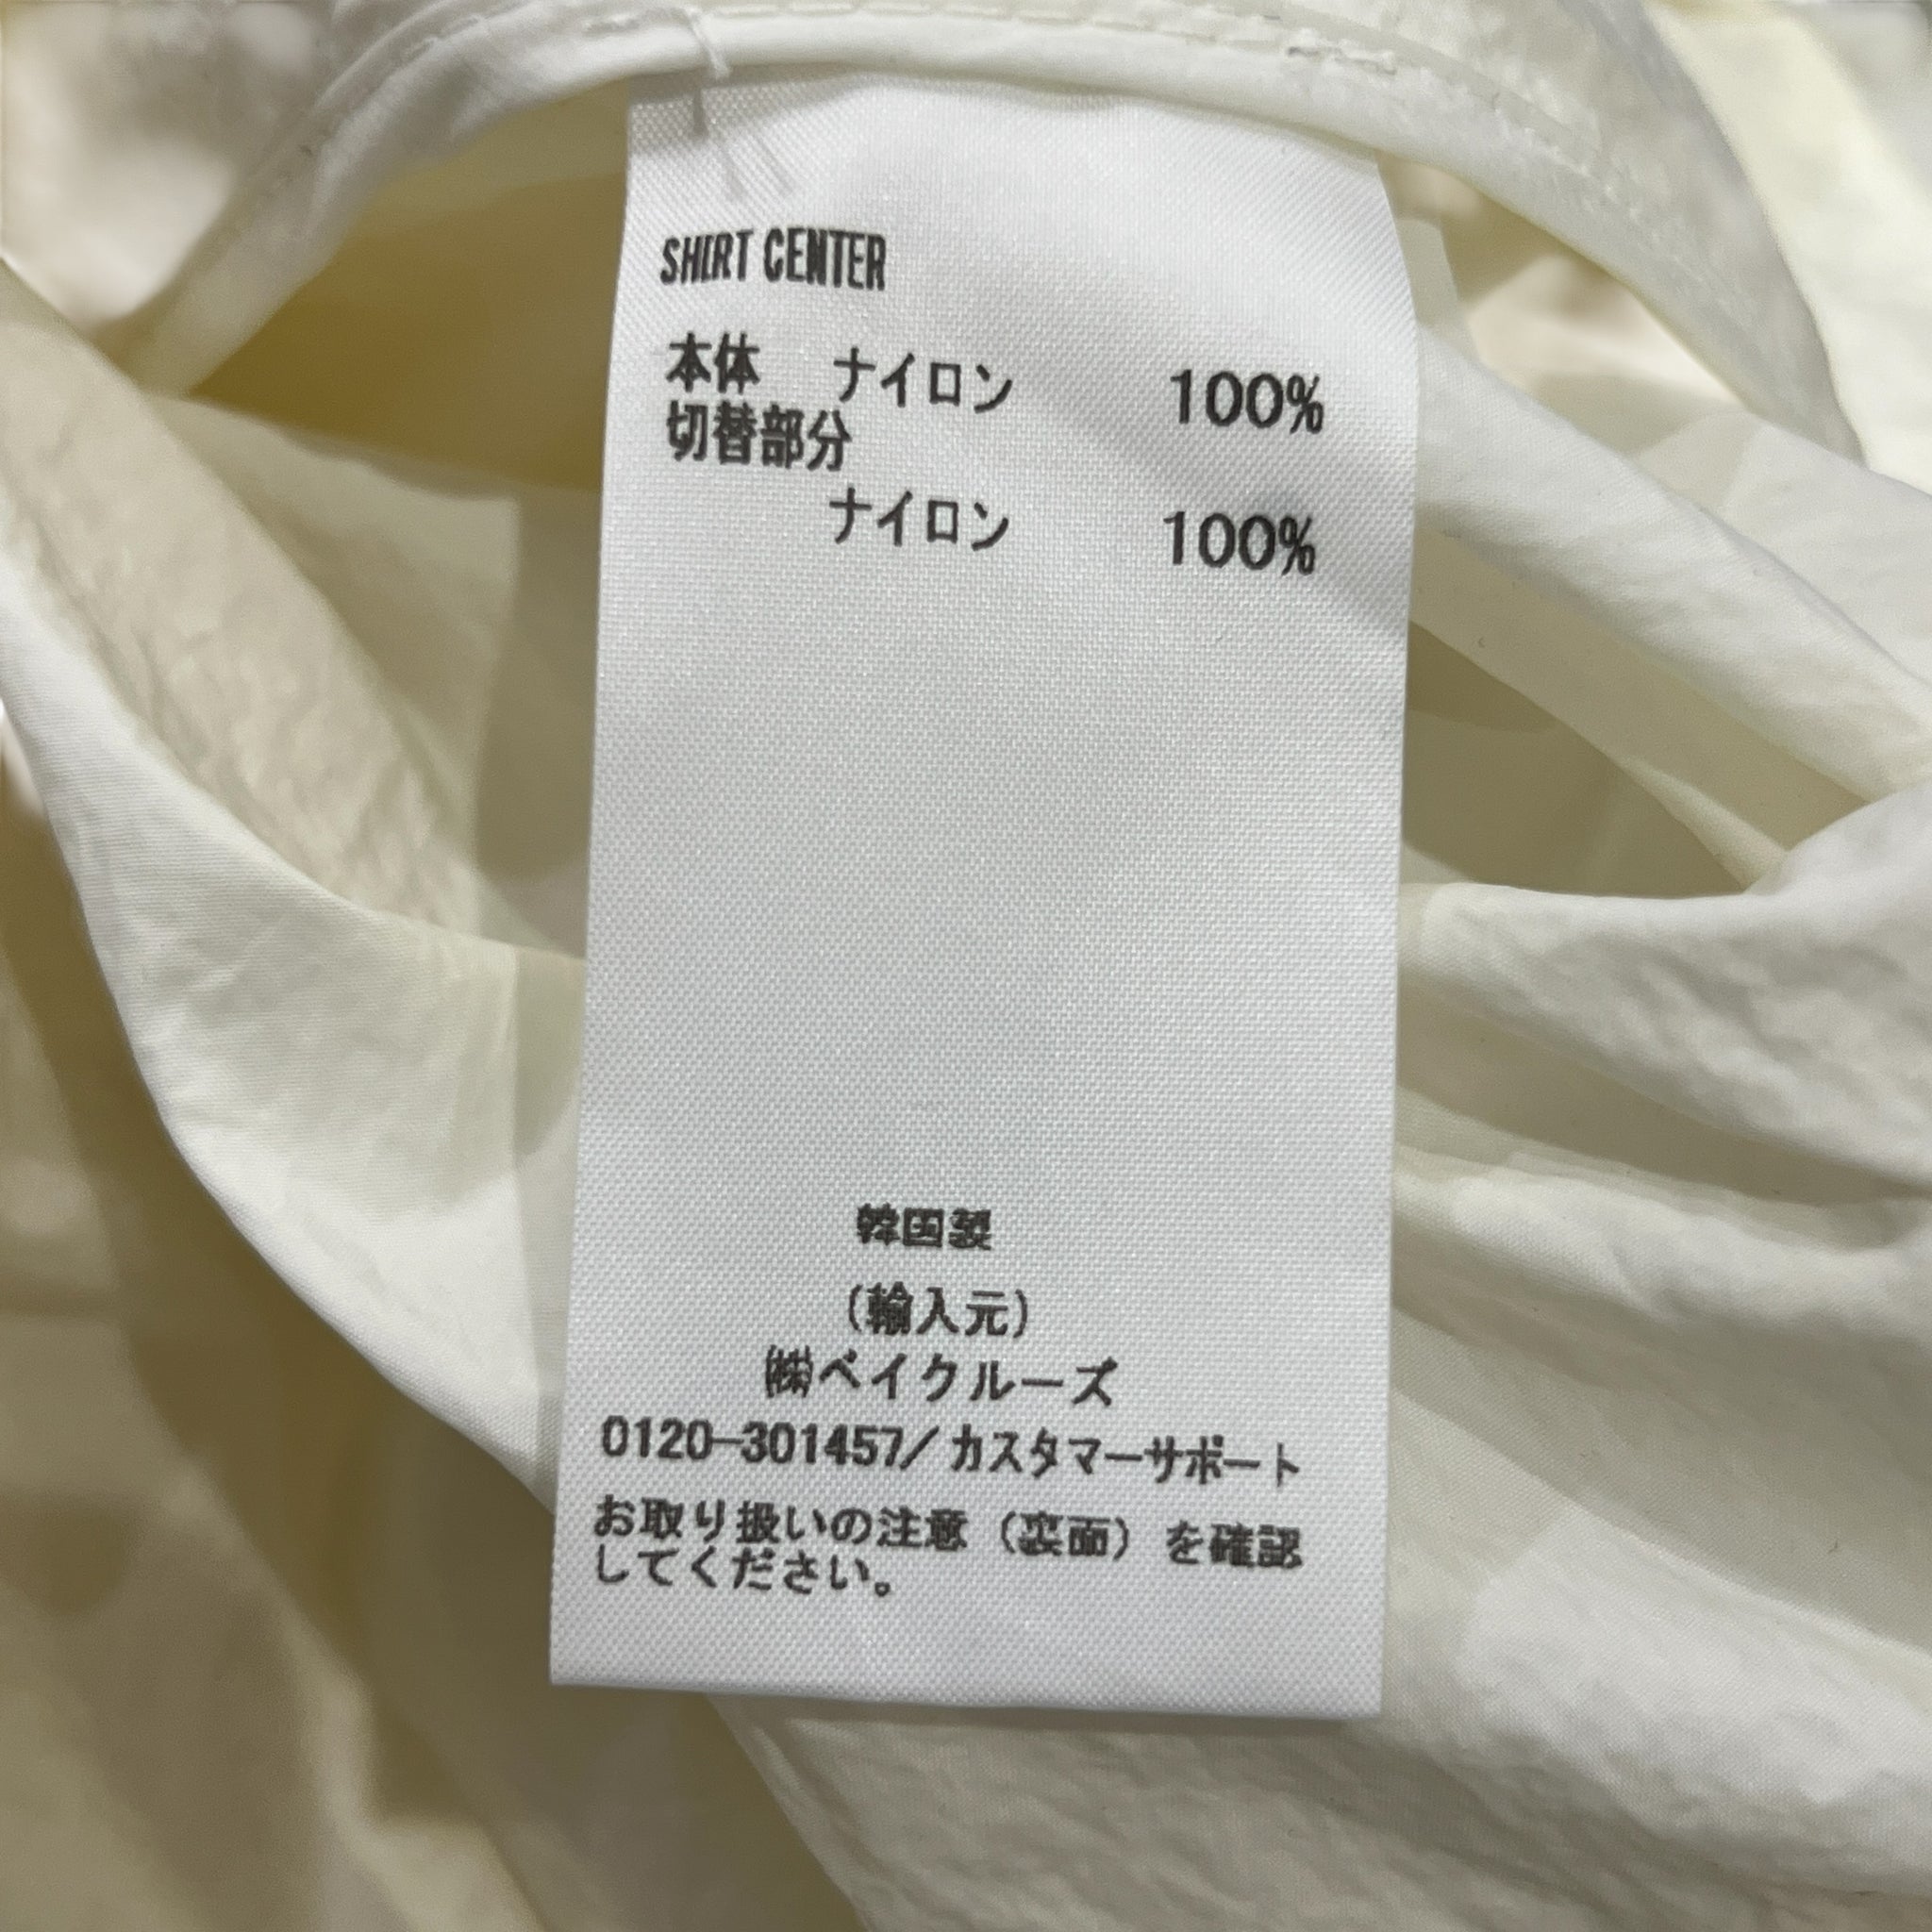 SHIRT CENTER
本体 ナイロン 100%
切替部分
ナイロン 100%
韓国製
(輸入元)
㈱ベイクルーズ
0120-301457/カスタマーサポート
お取り扱いの注意（裏面）を確認
してください。